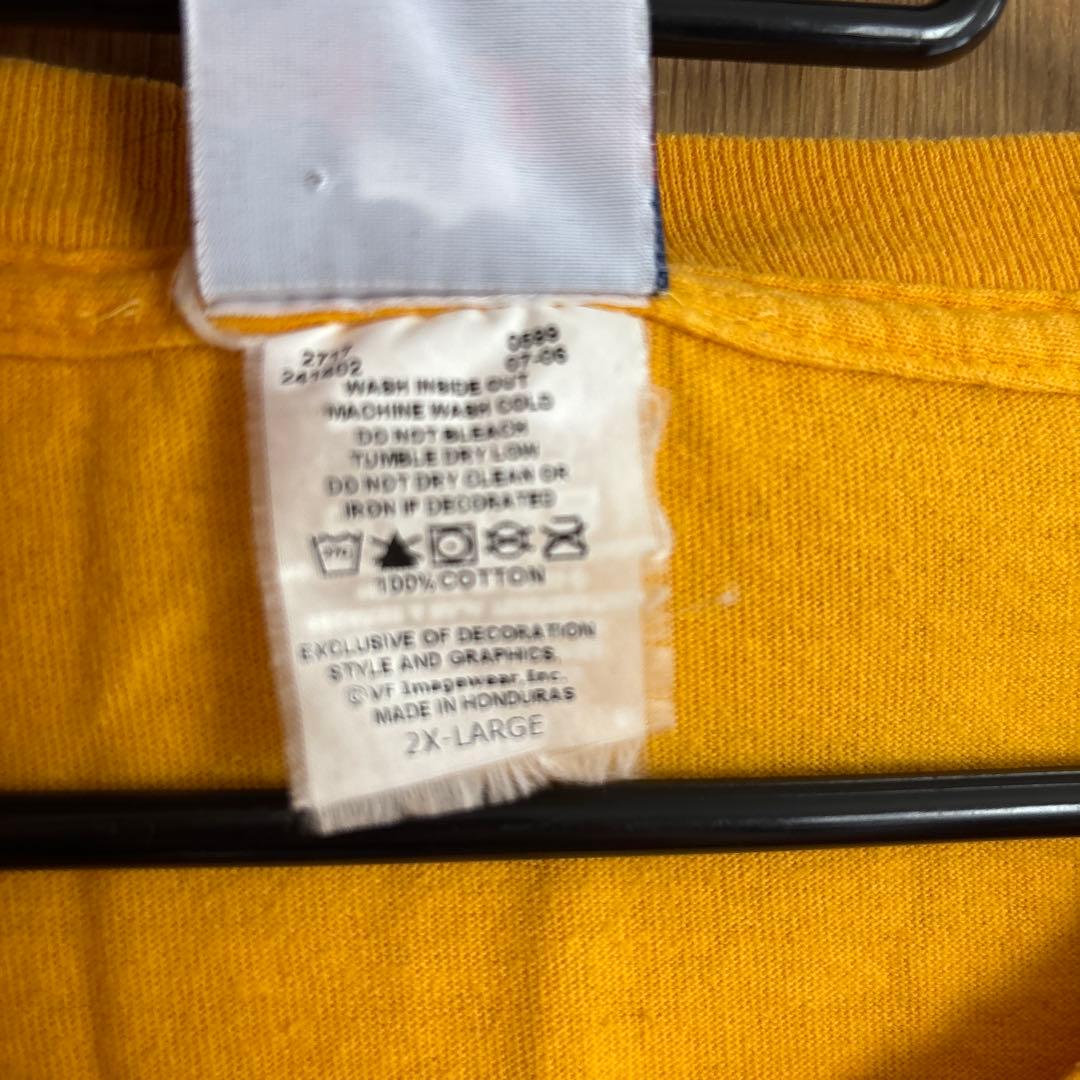 2717 0599
241402 07-06
WASH INSIDE OUT
MACHINE WASH COLD
DO NOT BLEACH
TUMBLE DRY LOW
DO NOT DRY CLEAN OR
IRON IF DECORATED
100% COTTON
EXCLUSIVE OF DECORATION
STYLE AND GRAPHICS.
©VF Imagewear, Inc.
MADE IN HONDURAS
2X-LARGE